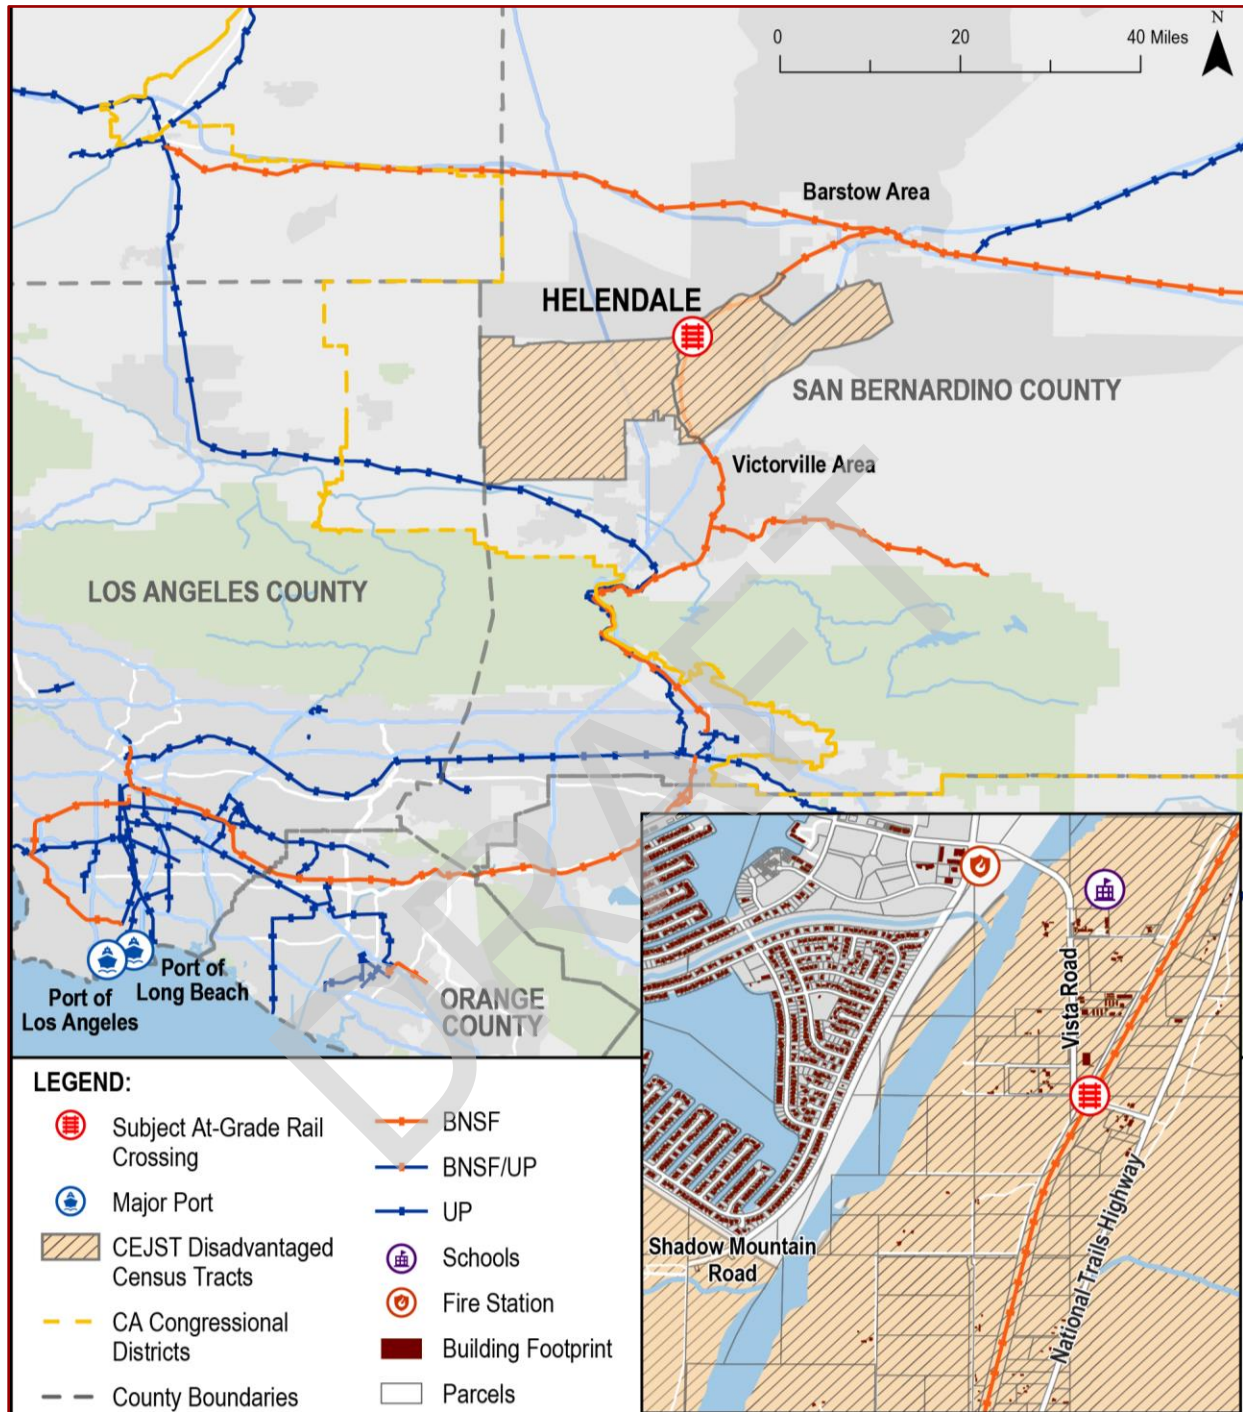 N
0 20 40 Miles
Barstow Area
HELENDALE
SAN BERNARDINO COUNTY
Victorville Area
LOS ANGELES COUNTY
DRAFT
Port of
Long Beach
Port of
Los Angeles
ORANGE
COUNTY
Vista Road
Shadow Mountain
Road
National Trails Highway
LEGEND:
Subject At-Grade Rail
Crossing
Major Port
CEJST Disadvantaged
Census Tracts
CA Congressional
Districts
County Boundaries
BNSF
BNSF/UP
UP
Schools
Fire Station
Building Footprint
Parcels